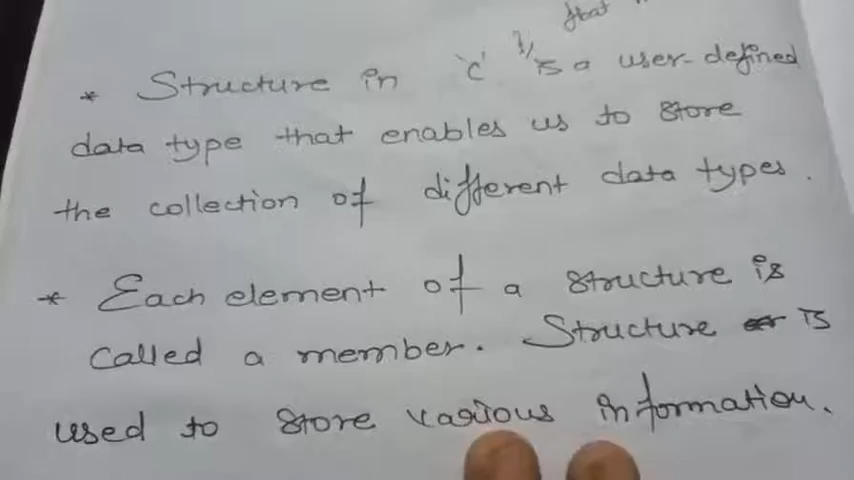 that
* Structure in 'C' is a user-defined
data type that enables us to store
the collection of different data types.
* Each element of a structure is
called a member. Structure is
used to store various information.